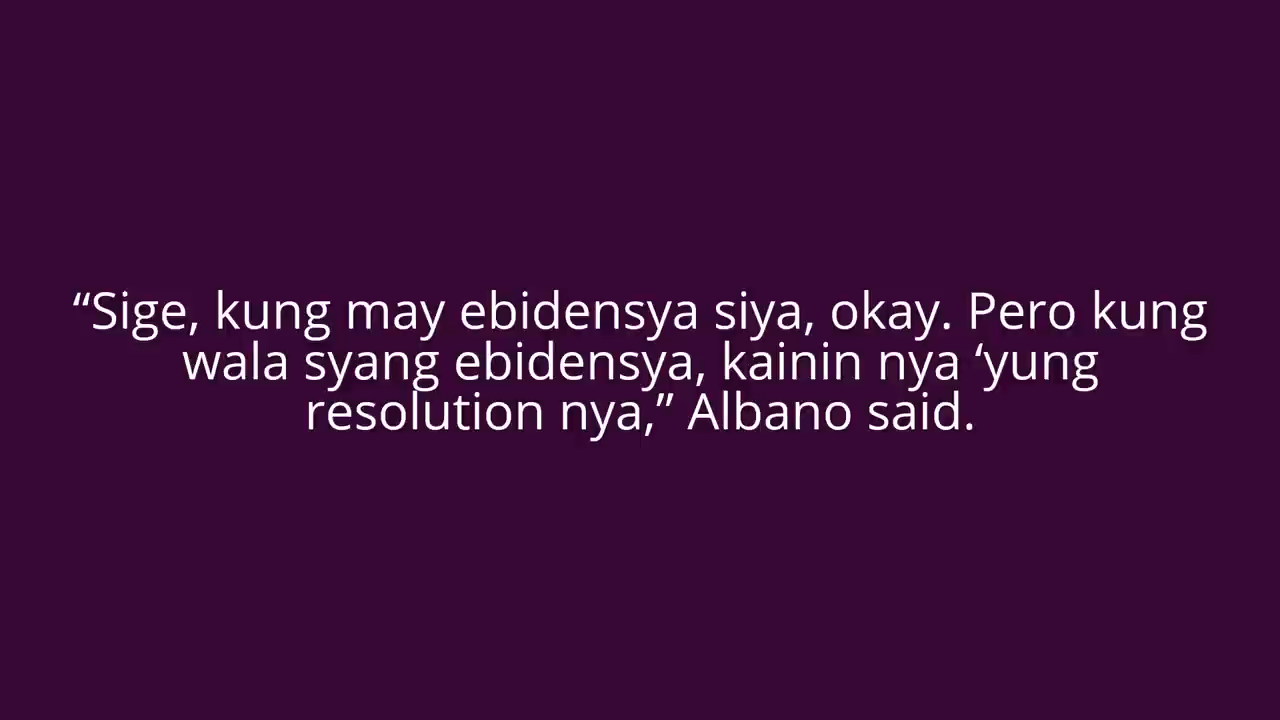 “Sige, kung may ebidensya siya, okay. Pero kung
wala syang ebidensya, kainin nya ‘yung
resolution nya,” Albano said.